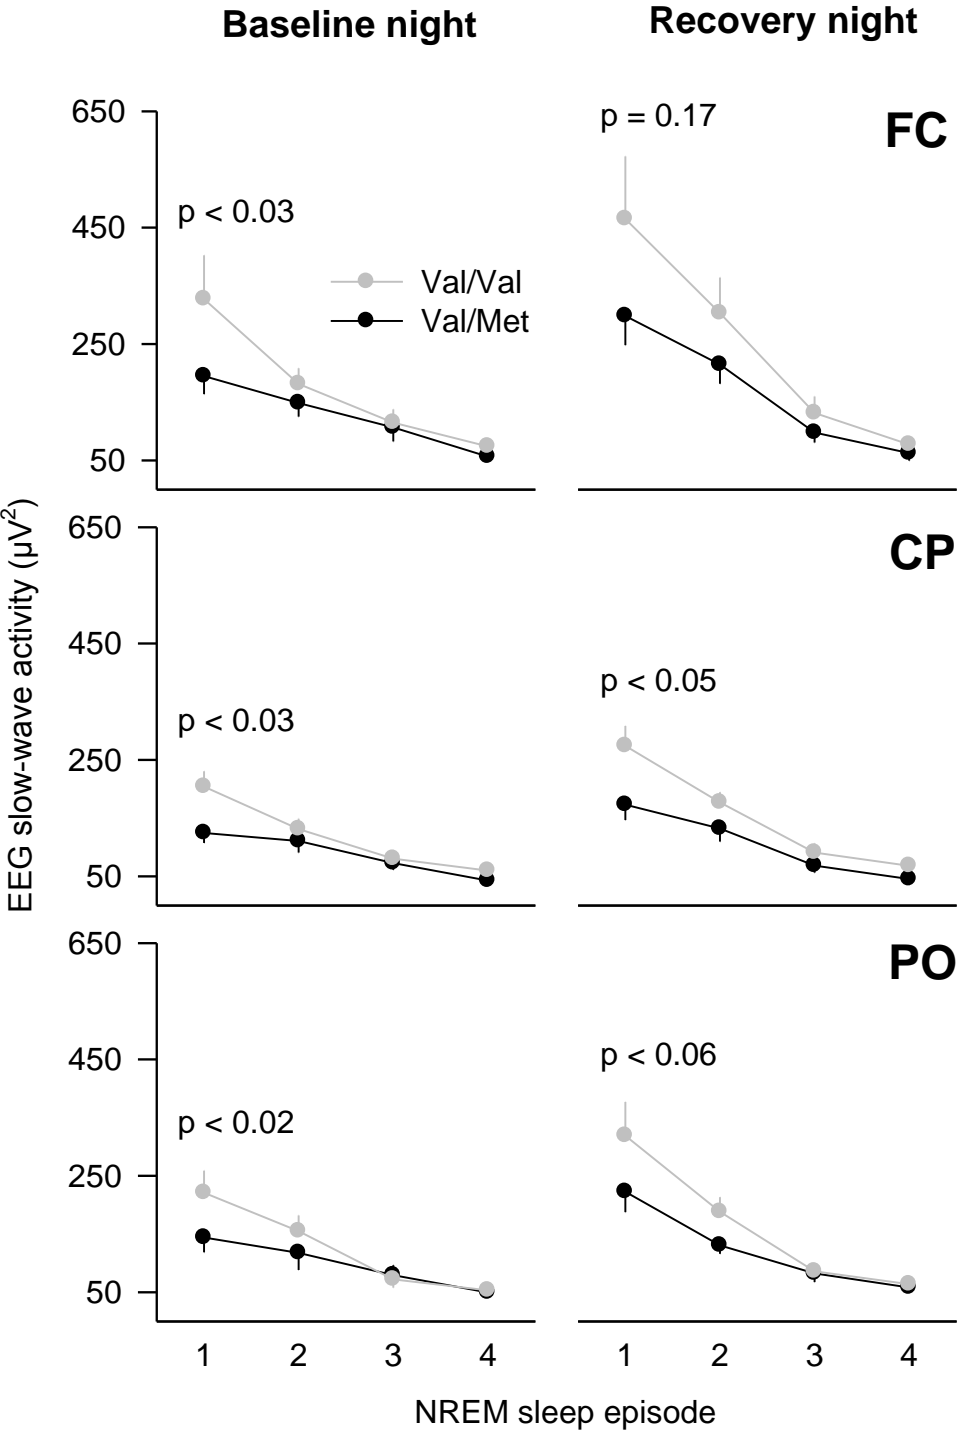 Baseline night
Recovery night
650
450
250
50
p < 0.03
Val/Val
Val/Met
p = 0.17
FC
EEG slow-wave activity (µV²)
650
450
250
50
p < 0.03
p < 0.05
CP
650
450
250
50
p < 0.02
p < 0.06
PO
1 2 3 4
1 2 3 4
NREM sleep episode